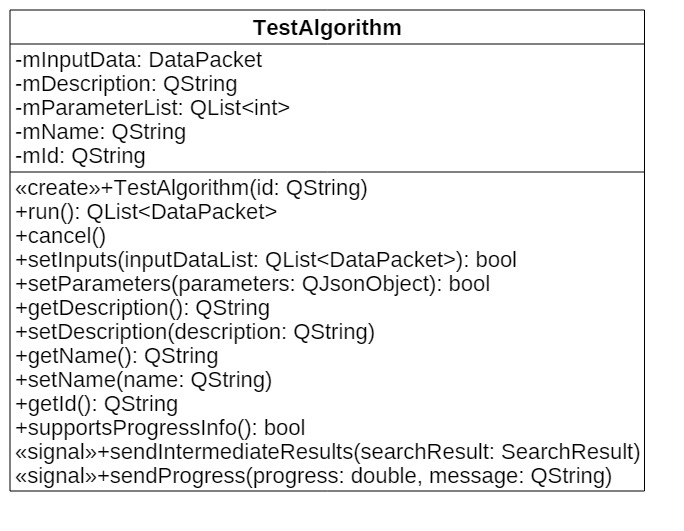 TestAlgorithm
-mInputData: DataPacket
-mDescription: QString
-mParameterList: QList<int>
-mName: QString
-mId: QString
«create»+TestAlgorithm(id: QString)
+run(): QList<DataPacket>
+cancel()
+setInputs(inputDataList: QList<DataPacket>): bool
+setParameters(parameters: QJsonObject): bool
+getDescription(): QString
+setDescription(description: QString)
+getName(): QString
+setName(name: QString)
+getId(): QString
+supportsProgressInfo(): bool
«signal»+sendIntermediateResults(searchResult: SearchResult)
«signal»+sendProgress(progress: double, message: QString)